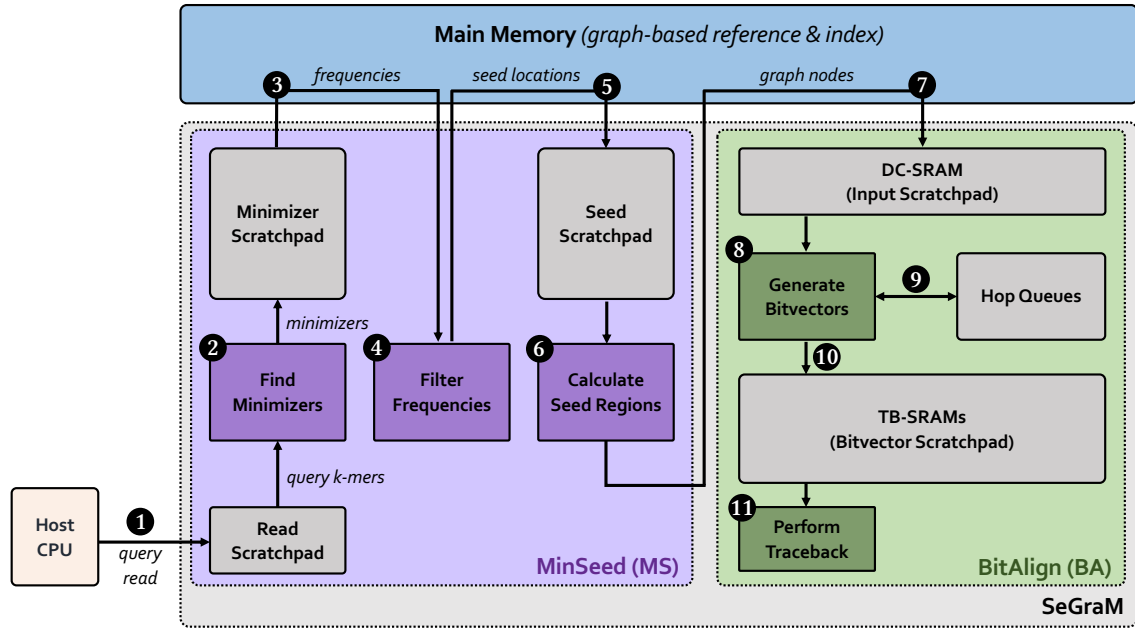 Main Memory (graph-based reference & index)
3
frequencies
seed locations
5
graph nodes
7
Minimizer
Scratchpad
Seed
Scratchpad
DC-SRAM
(Input Scratchpad)
8
Generate
Bitvectors
9
Hop Queues
minimizers
2
Find
Minimizers
4
Filter
Frequencies
6
Calculate
Seed Regions
10
TB-SRAMs
(Bitvector Scratchpad)
query k-mers
Host
CPU
1
query
read
Read
Scratchpad
11
Perform
Traceback
MinSeed (MS)
BitAlign (BA)
SeGraM